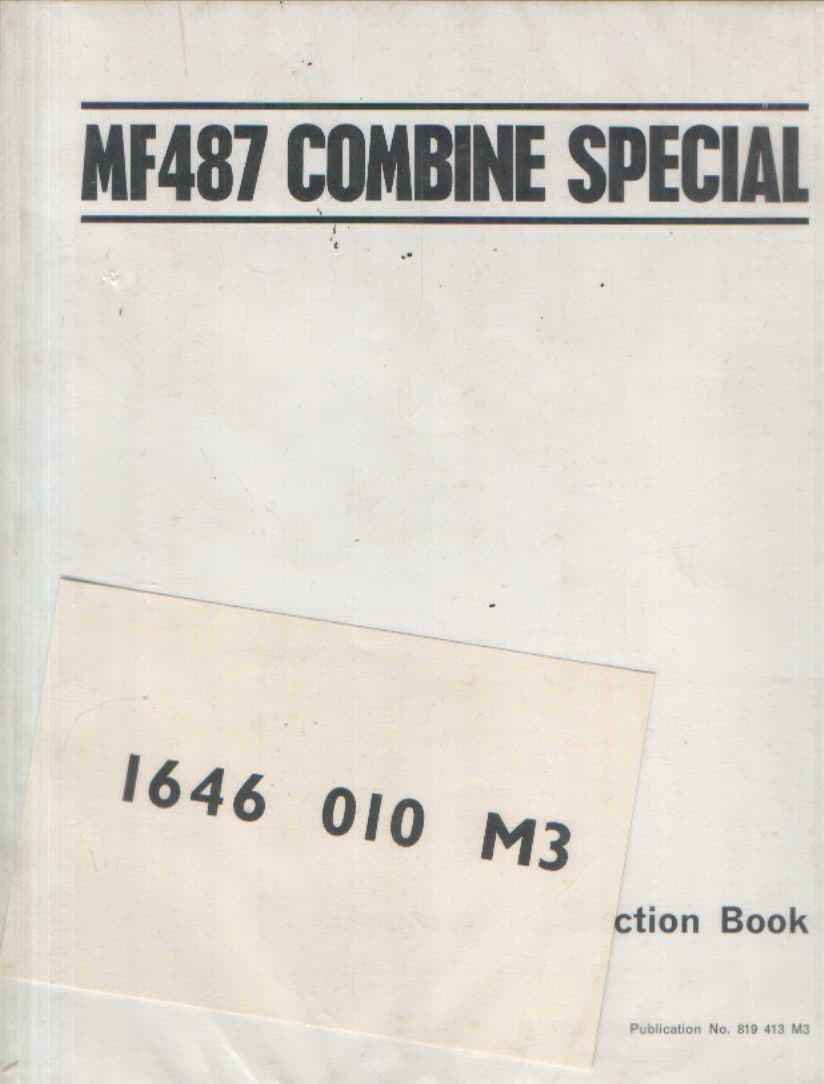 MF487 COMBINE SPECIAL
1646 010 M3
ction Book
Publication No. 819 413 M3